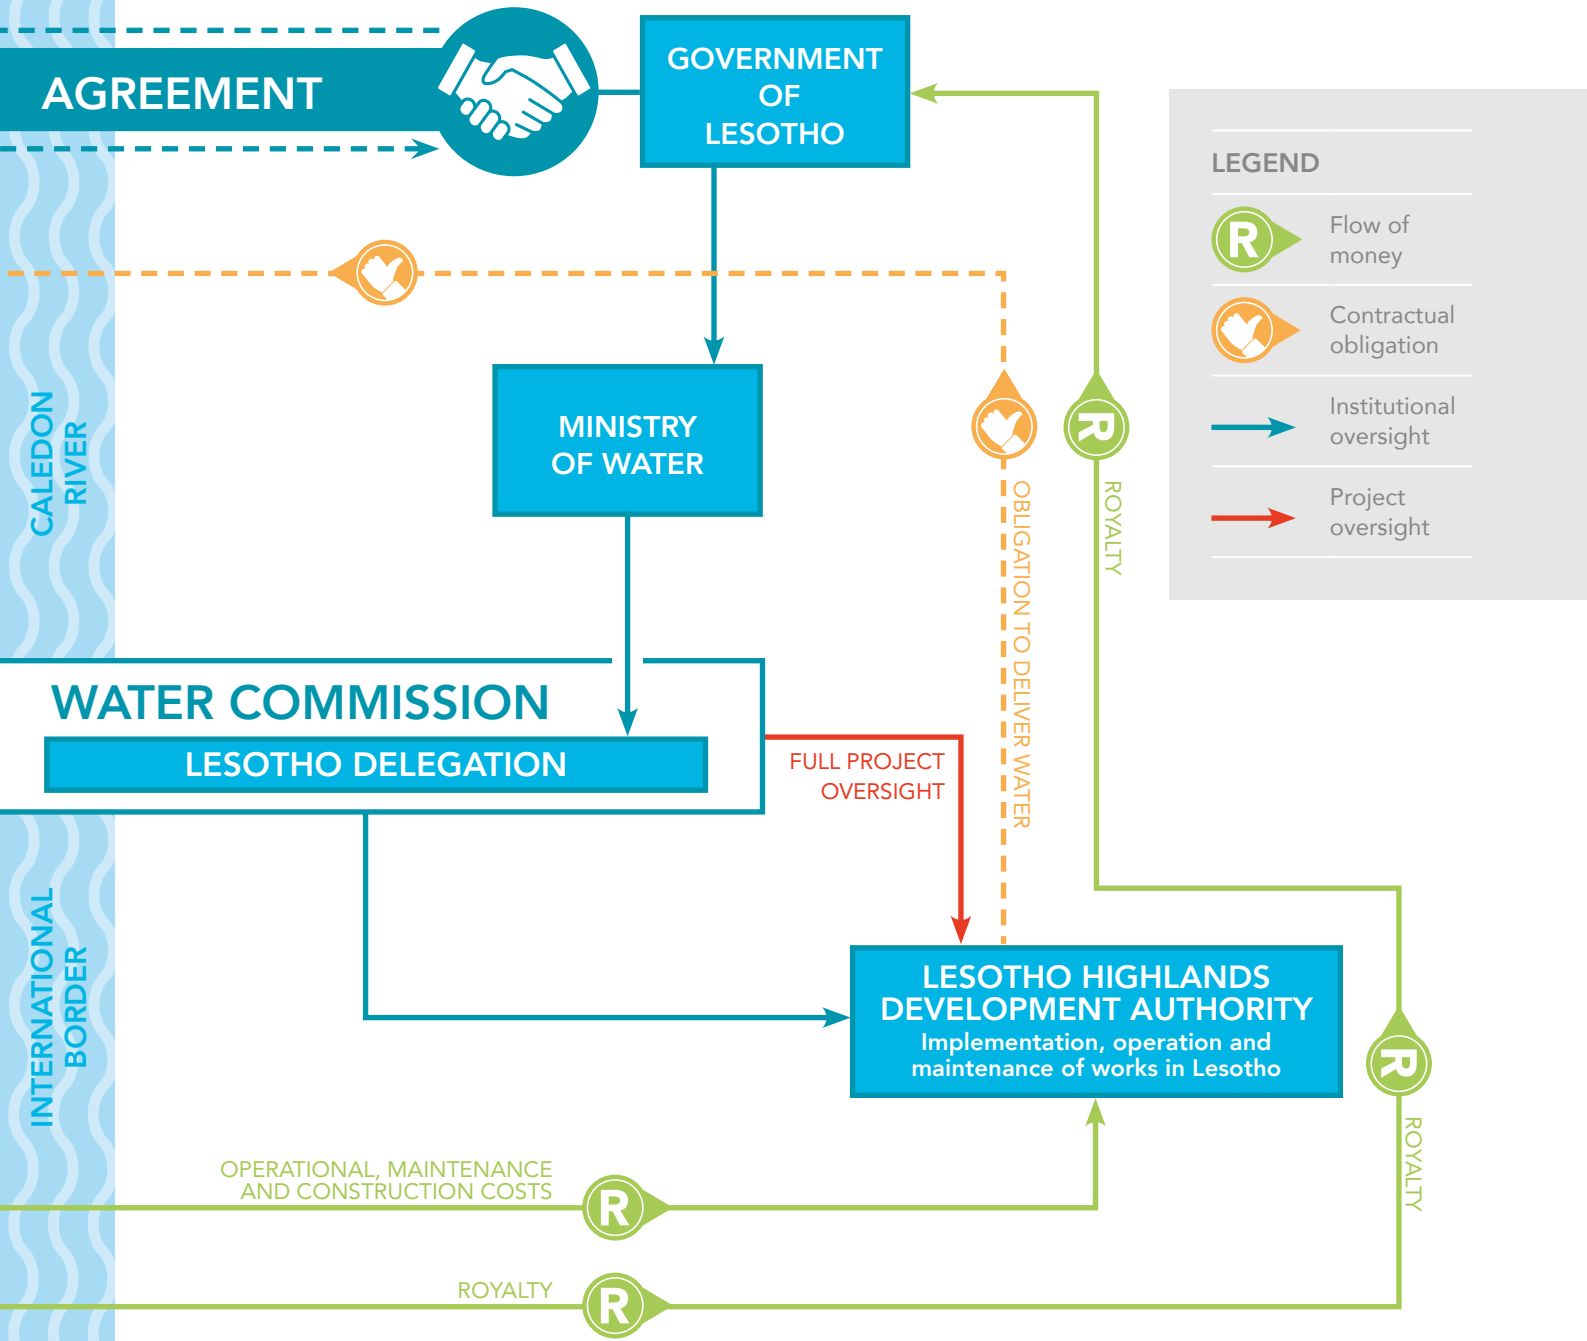 AGREEMENT
GOVERNMENT
OF
LESOTHO
LEGEND
R
Flow of
money
Contractual
obligation
Institutional
oversight
Project
oversight
MINISTRY
OF WATER
CALEDON
RIVER
R
ROYALTY
OBLIGATION TO DELIVER WATER
WATER COMMISSION
LESOTHO DELEGATION
FULL PROJECT
OVERSIGHT
INTERNATIONAL
BORDER
LESOTHO HIGHLANDS
DEVELOPMENT AUTHORITY
Implementation, operation and
maintenance of works in Lesotho
R
ROYALTY
OPERATIONAL, MAINTENANCE
AND CONSTRUCTION COSTS
R
ROYALTY
R